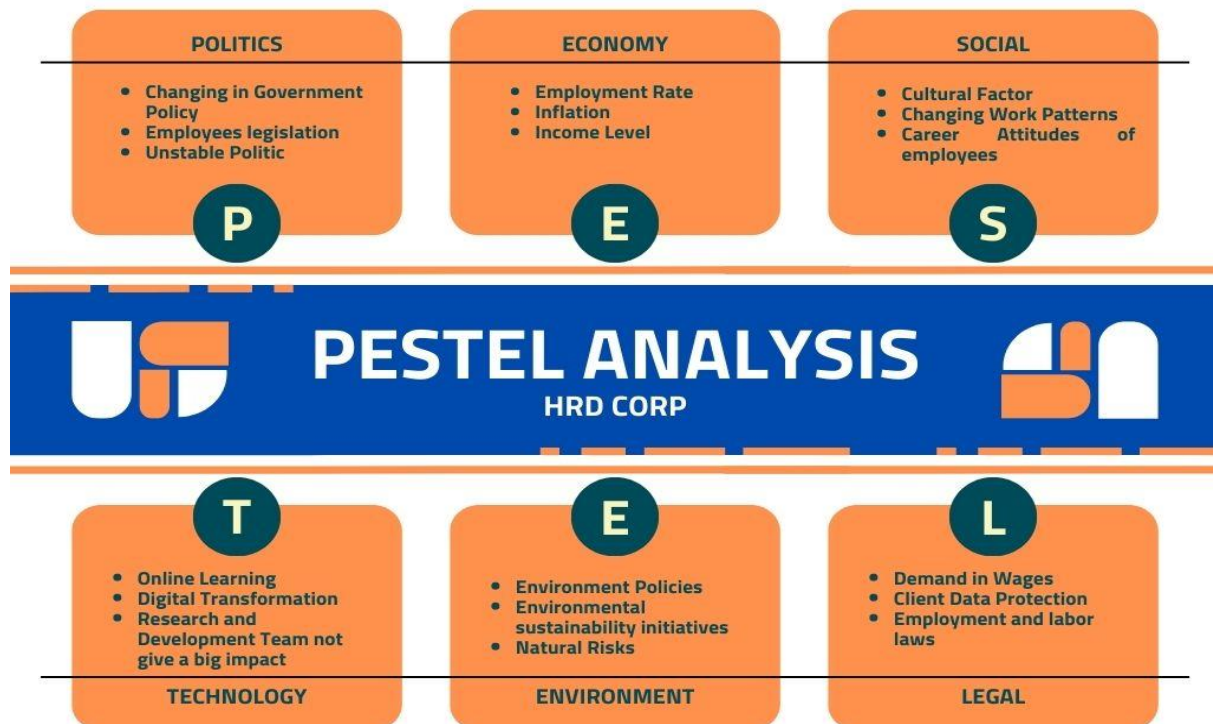 POLITICS
• Changing in Government
Policy
• Employees legislation
• Unstable Politic
P
ECONOMY
• Employment Rate
• Inflation
• Income Level
E
SOCIAL
• Cultural Factor
• Changing Work Patterns
• Career Attitudes of
employees
S
PESTEL ANALYSIS
HRD CORP
T
• Online Learning
• Digital Transformation
• Research and
Development Team not
give a big impact
TECHNOLOGY
E
• Environment Policies
• Environmental
sustainability initiatives
• Natural Risks
ENVIRONMENT
L
• Demand in Wages
• Client Data Protection
• Employment and labor
laws
LEGAL